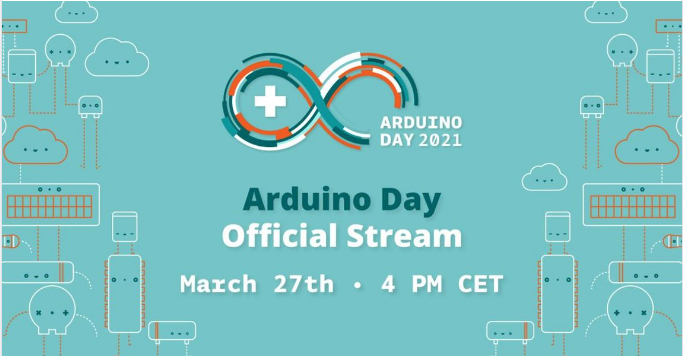 ARDUINO
DAY 2021
Arduino Day
Official Stream
March 27th • 4 PM CET